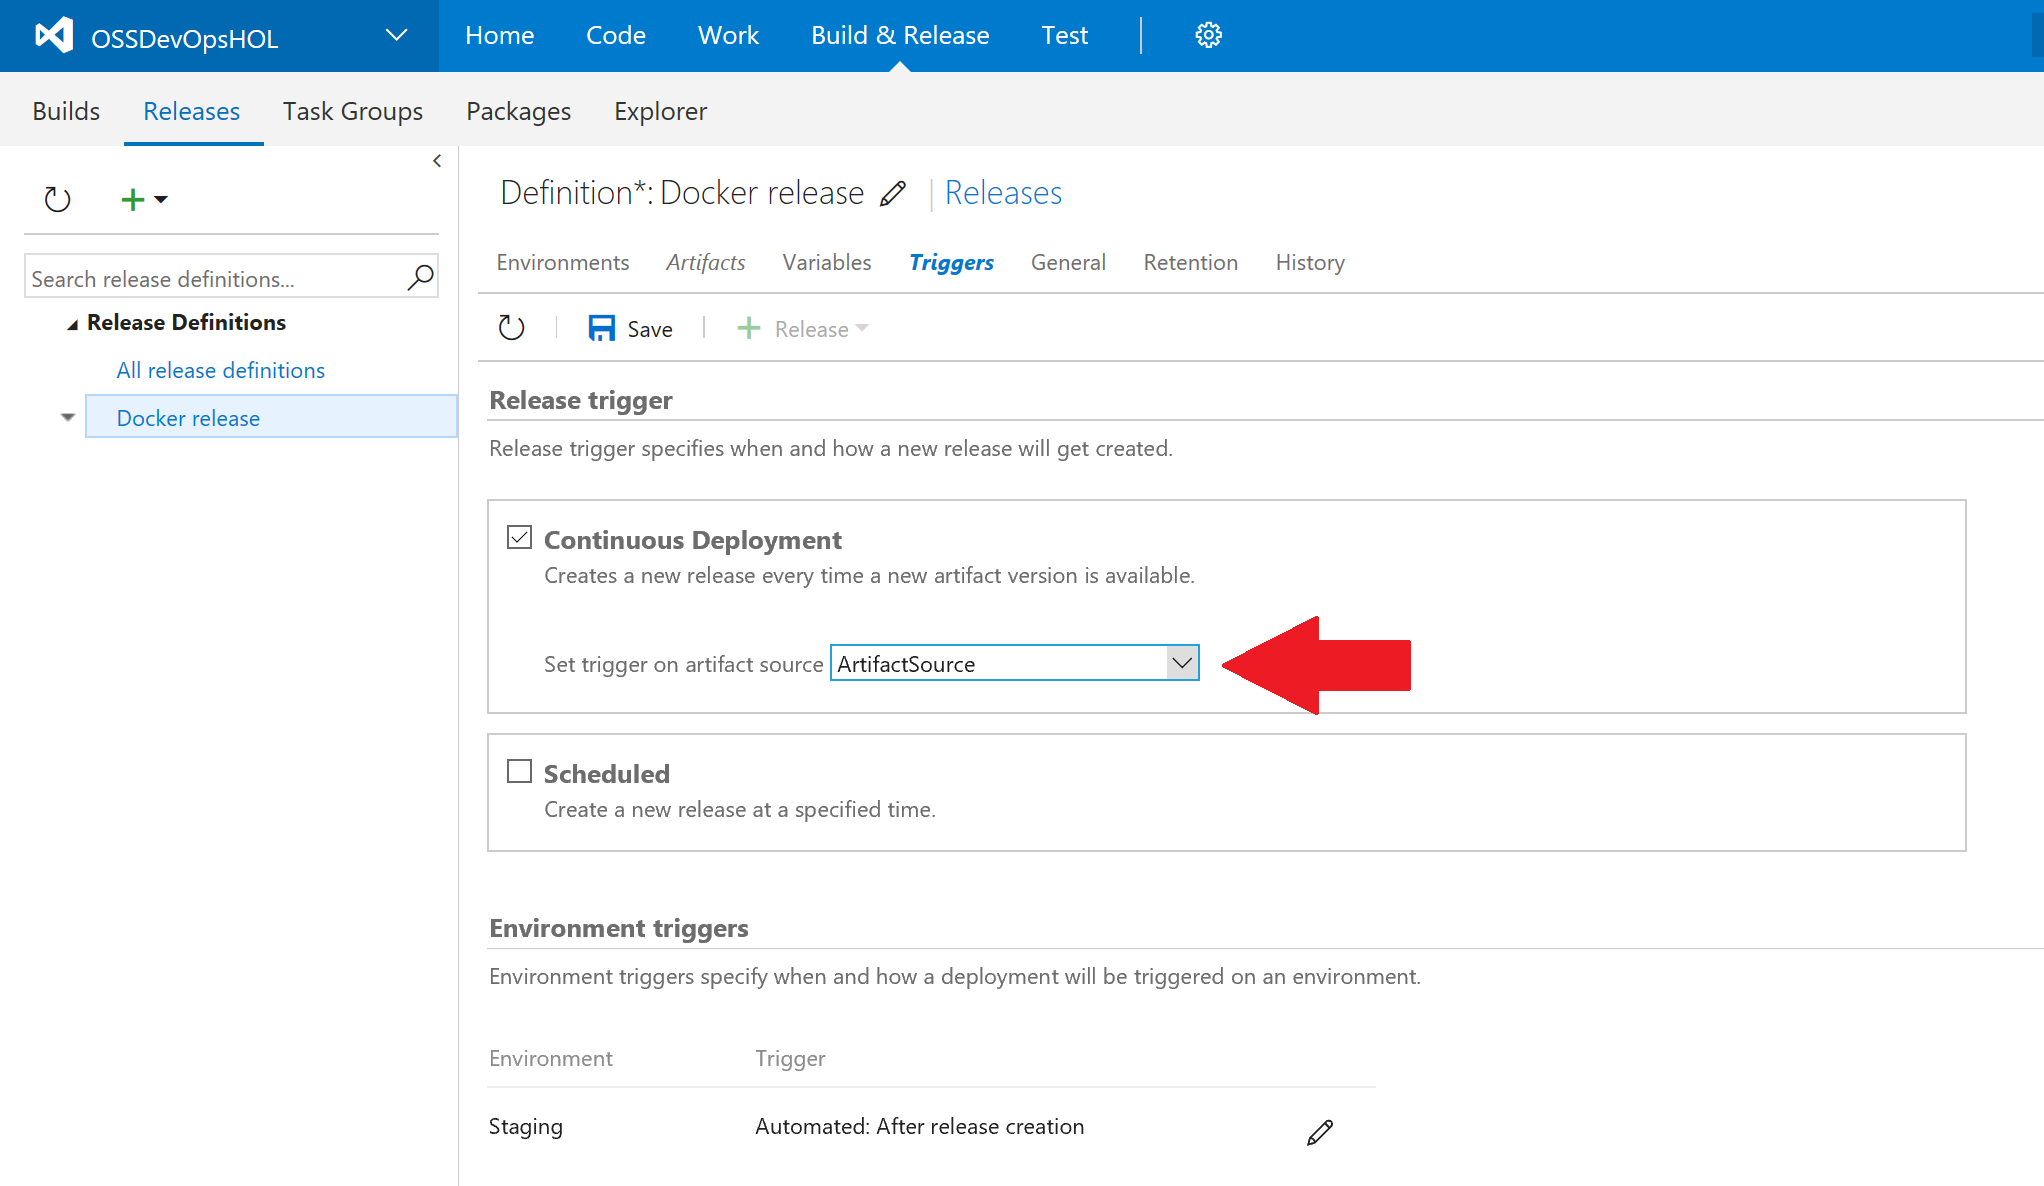 OSSDevOpsHOL Home Code Work Build & Release Test
Builds Releases Task Groups Packages Explorer
Definition*: Docker release | Releases
Environments Artifacts Variables Triggers General Retention History
Search release definitions...
Save Release
Release Definitions
All release definitions
Docker release
Release trigger
Release trigger specifies when and how a new release will get created.
Continuous Deployment
Creates a new release every time a new artifact version is available.
Set trigger on artifact source ArtifactSource
Scheduled
Create a new release at a specified time.
Environment triggers
Environment triggers specify when and how a deployment will be triggered on an environment.
Environment Trigger
Staging Automated: After release creation